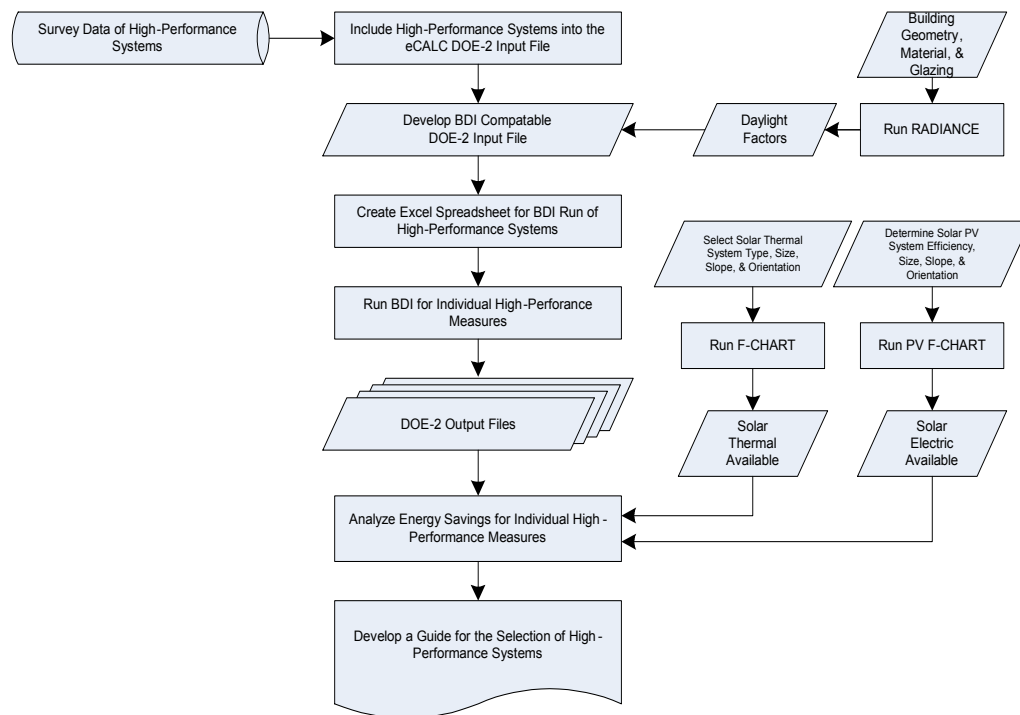 Survey Data of High-Performance
Systems
Include High-Performance Systems into the
eCALC DOE-2 Input File
Building
Geometry,
Material, &
Glazing
Develop BDI Compatable
DOE-2 Input File
Daylight
Factors
Run RADIANCE
Create Excel Spreadsheet for BDI Run of
High-Performance Systems
Select Solar Thermal
System Type, Size,
Slope, & Orientation
Determine Solar PV
System Efficiency,
Size, Slope, &
Orientation
Run BDI for Individual High-Perforance
Measures
Run F-CHART
Run PV F-CHART
DOE-2 Output Files
Solar
Thermal
Available
Solar
Electric
Available
Analyze Energy Savings for Individual High-
Performance Measures
Develop a Guide for the Selection of High-
Performance Systems